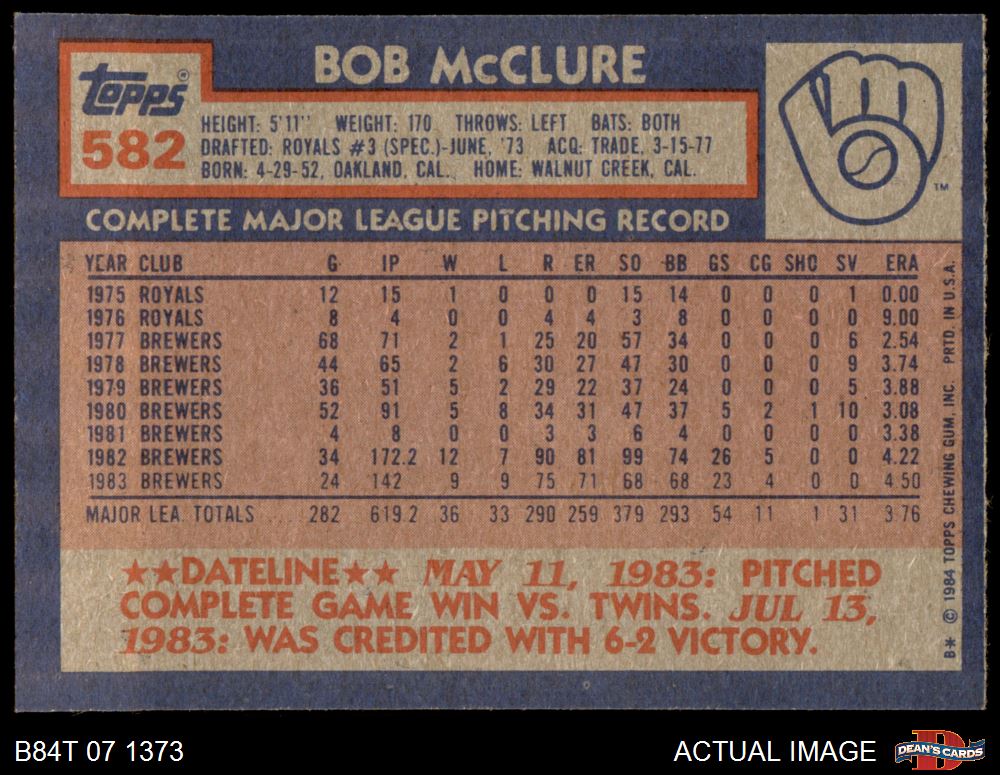 BOB McCLURE
Topps®
582
HEIGHT: 5'11" WEIGHT: 170 THROWS: LEFT BATS: BOTH
DRAFTED: ROYALS #3 (SPEC.)-JUNE, '73 ACQ: TRADE, 3-15-77
BORN: 4-29-52, OAKLAND, CAL. HOME: WALNUT CREEK, CAL.
TM
COMPLETE MAJOR LEAGUE PITCHING RECORD
YEAR CLUB G IP W L R ER SO BB GS CG SHO SV ERA
1975 ROYALS 12 15 1 0 0 0 15 14 0 0 0 1 0.00
1976 ROYALS 8 4 0 0 4 4 3 8 0 0 0 0 9.00
1977 BREWERS 68 71 2 1 25 20 57 34 0 0 0 6 2.54
1978 BREWERS 44 65 2 6 30 27 47 30 0 0 0 9 3.74
1979 BREWERS 36 51 5 2 29 22 37 24 0 0 0 5 3.88
1980 BREWERS 52 91 5 8 34 31 47 37 5 2 1 10 3.08
1981 BREWERS 4 8 0 0 3 3 6 4 0 0 0 0 3.38
1982 BREWERS 34 172.2 12 7 90 81 99 74 26 5 0 0 4.22
1983 BREWERS 24 142 9 9 75 71 68 68 23 4 0 0 4.50
MAJOR LEA. TOTALS 282 619.2 36 33 290 259 379 293 54 11 1 31 3.76
★★DATELINE★★ MAY 11, 1983: PITCHED
COMPLETE GAME WIN VS. TWINS. JUL 13,
1983: WAS CREDITED WITH 6-2 VICTORY.
B* © 1984 TOPPS CHEWING GUM, INC. PRTD. IN U.S.A.
B84T 07 1373
ACTUAL IMAGE
DEAN'S CARDS